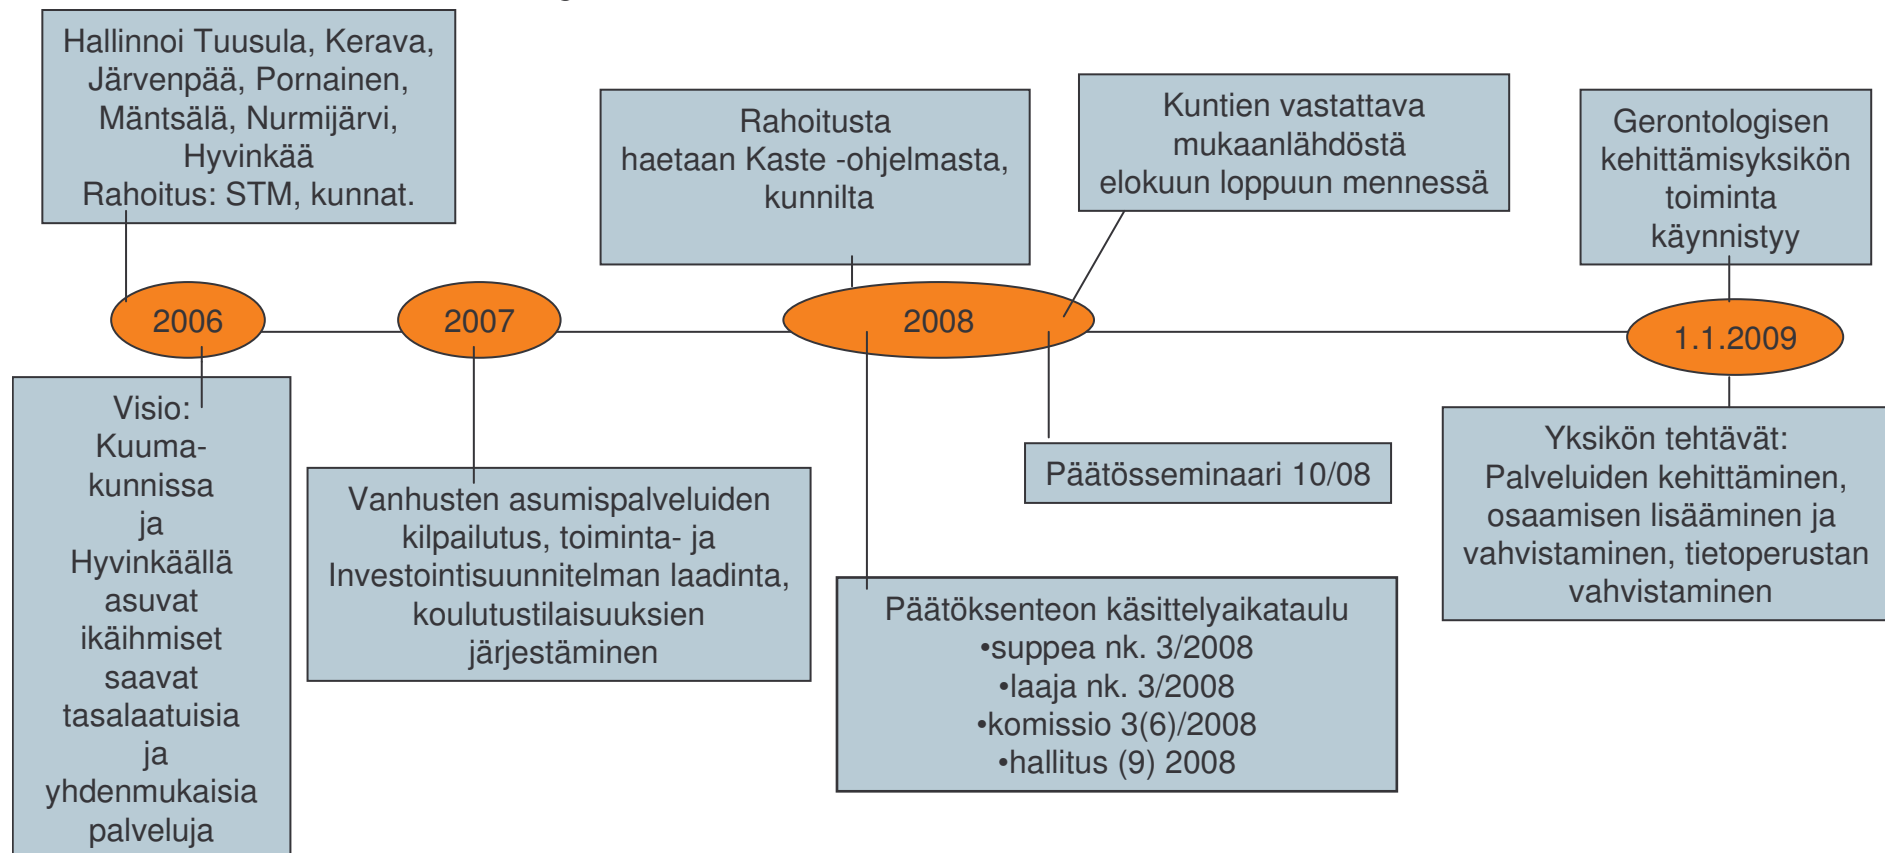 Hallinnoi Tuusula, Kerava,
Järvenpää, Pornainen,
Mäntsälä, Nurmijärvi,
Hyvinkää
Rahoitus: STM, kunnat.
Rahoitusta
haetaan Kaste -ohjelmasta,
kunnilta
Kuntien vastattava
mukaanlähdöstä
elokuun loppuun mennessä
Gerontologisen
kehittämisyksikön
toiminta
käynnistyy
2006
2007
2008
1.1.2009
Visio:
Kuuma-
kunnissa
ja
Hyvinkäällä
asuvat
ikäihmiset
saavat
tasalaatuisia
ja
yhdenmukaisia
palveluja
Vanhusten asumispalveluiden
kilpailutus, toiminta- ja
Investointisuunnitelman laadinta,
koulutustilaisuuksien
järjestäminen
Päätöksenteon käsittelyaikataulu
•suppea nk. 3/2008
•laaja nk. 3/2008
•komissio 3(6)/2008
•hallitus (9) 2008
Päätösseminaari 10/08
Yksikön tehtävät:
Palveluiden kehittäminen,
osaamisen lisääminen ja
vahvistaminen, tietoperustan
vahvistaminen